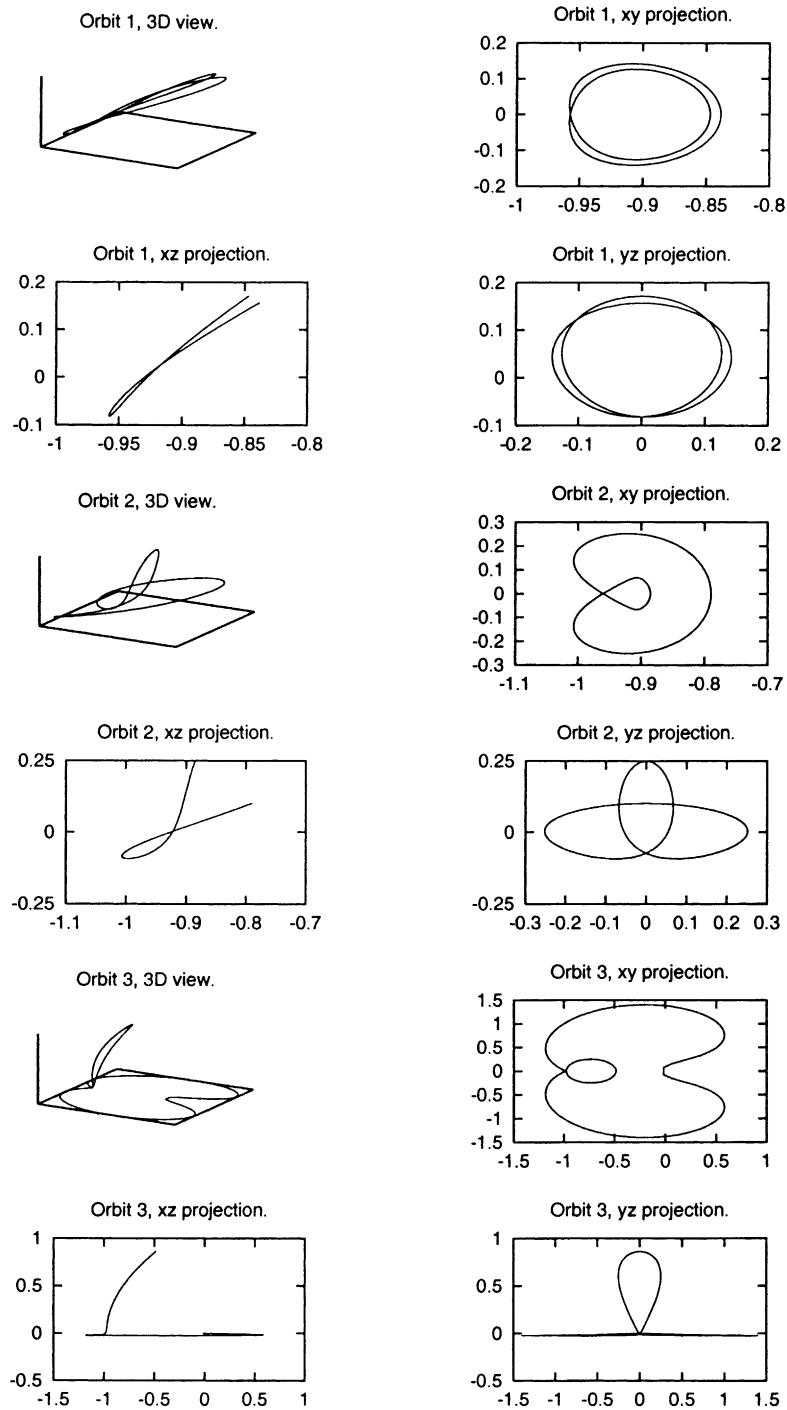 Orbit 1, 3D view.
Orbit 1, xy projection.
0.2
0.1
0
-0.1
-0.2
-1 -0.95 -0.9 -0.85 -0.8
Orbit 1, xz projection.
0.2
0.1
0
-0.1
-1 -0.95 -0.9 -0.85 -0.8
Orbit 1, yz projection.
0.2
0.1
0
-0.1
-0.2 -0.1 0 0.1 0.2
Orbit 2, 3D view.
Orbit 2, xy projection.
0.3
0.2
0.1
0
-0.1
-0.2
-0.3
-1.1 -1 -0.9 -0.8 -0.7
Orbit 2, xz projection.
0.25
0
-0.25
-1.1 -1 -0.9 -0.8 -0.7
Orbit 2, yz projection.
0.25
0
-0.25
-0.3 -0.2 -0.1 0 0.1 0.2 0.3
Orbit 3, 3D view.
Orbit 3, xy projection.
1.5
1
0.5
0
-0.5
-1
-1.5
-1.5 -1 -0.5 0 0.5 1
Orbit 3, xz projection.
1
0.5
0
-0.5
-1.5 -1 -0.5 0 0.5 1
Orbit 3, yz projection.
1
0.5
0
-0.5
-1.5 -1 -0.5 0 0.5 1 1.5